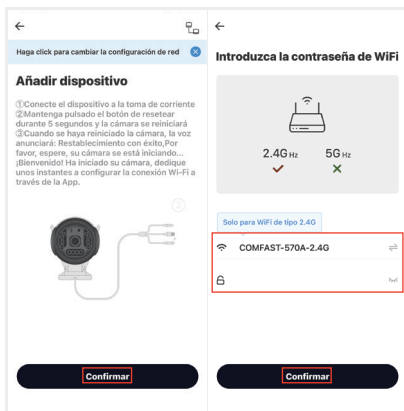 Haga click para cambiar la configuración de red
Añadir dispositivo
①Conecte el dispositivo a la toma de corriente
②Mantenga pulsado el botón de resetear
durante 5 segundos y la cámara se reiniciará
③Cuando se haya reiniciado la cámara, la voz
anunciará: Restablecimiento con éxito,Por
favor, espere, su cámara se está iniciando...
¡Bienvenido! Ha iniciado su cámara, dedique
unos instantes a configurar la conexión Wi-Fi a
través de la App.
Confirmar
Introduzca la contraseña de WiFi
2.4G Hz
5G Hz
Solo para WiFi de tipo 2.4G
COMFAST-570A-2.4G
Confirmar